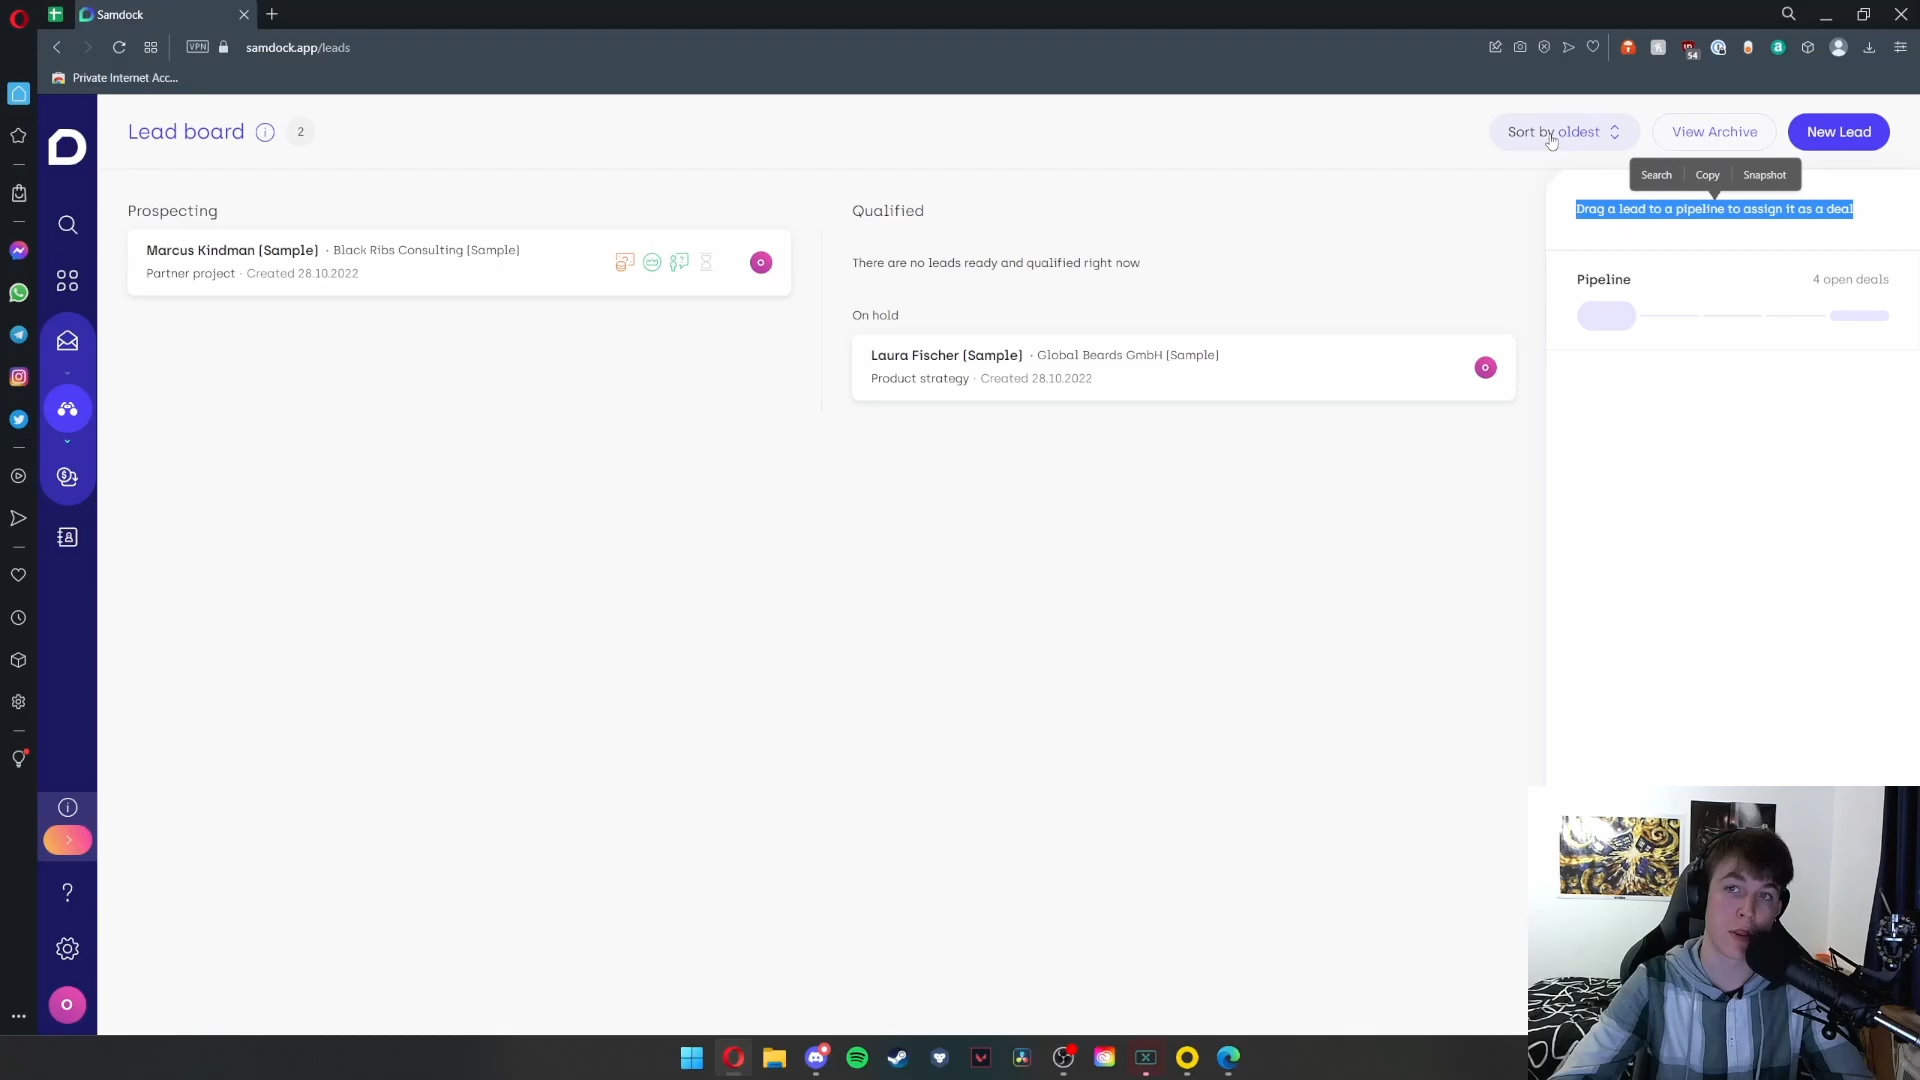 Samdock
VPN
samdock.app/leads
54
Private Internet Acc...
Lead board
2
Sort by oldest
View Archive
New Lead
Search
Copy
Snapshot
Drag a lead to a pipeline to assign it as a deal
Prospecting
Marcus Kindman (Sample) · Black Ribs Consulting (Sample)
Partner project · Created 28.10.2022
O
Qualified
There are no leads ready and qualified right now
On hold
Laura Fischer (Sample) · Global Beards GmbH (Sample)
Product strategy · Created 28.10.2022
O
Pipeline
4 open deals
O